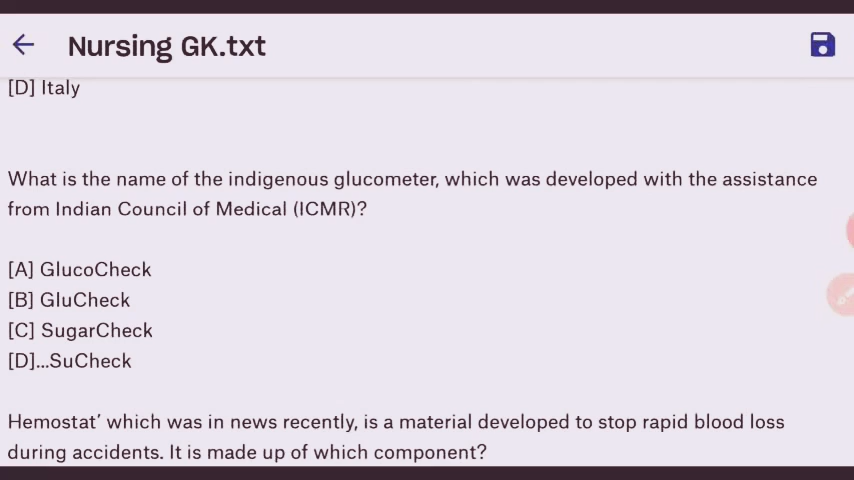 Nursing GK.txt
[D] Italy
What is the name of the indigenous glucometer, which was developed with the assistance
from Indian Council of Medical (ICMR)?
[A] GlucoCheck
[B] GluCheck
[C] SugarCheck
[D]...SuCheck
Hemostat’ which was in news recently, is a material developed to stop rapid blood loss
during accidents. It is made up of which component?